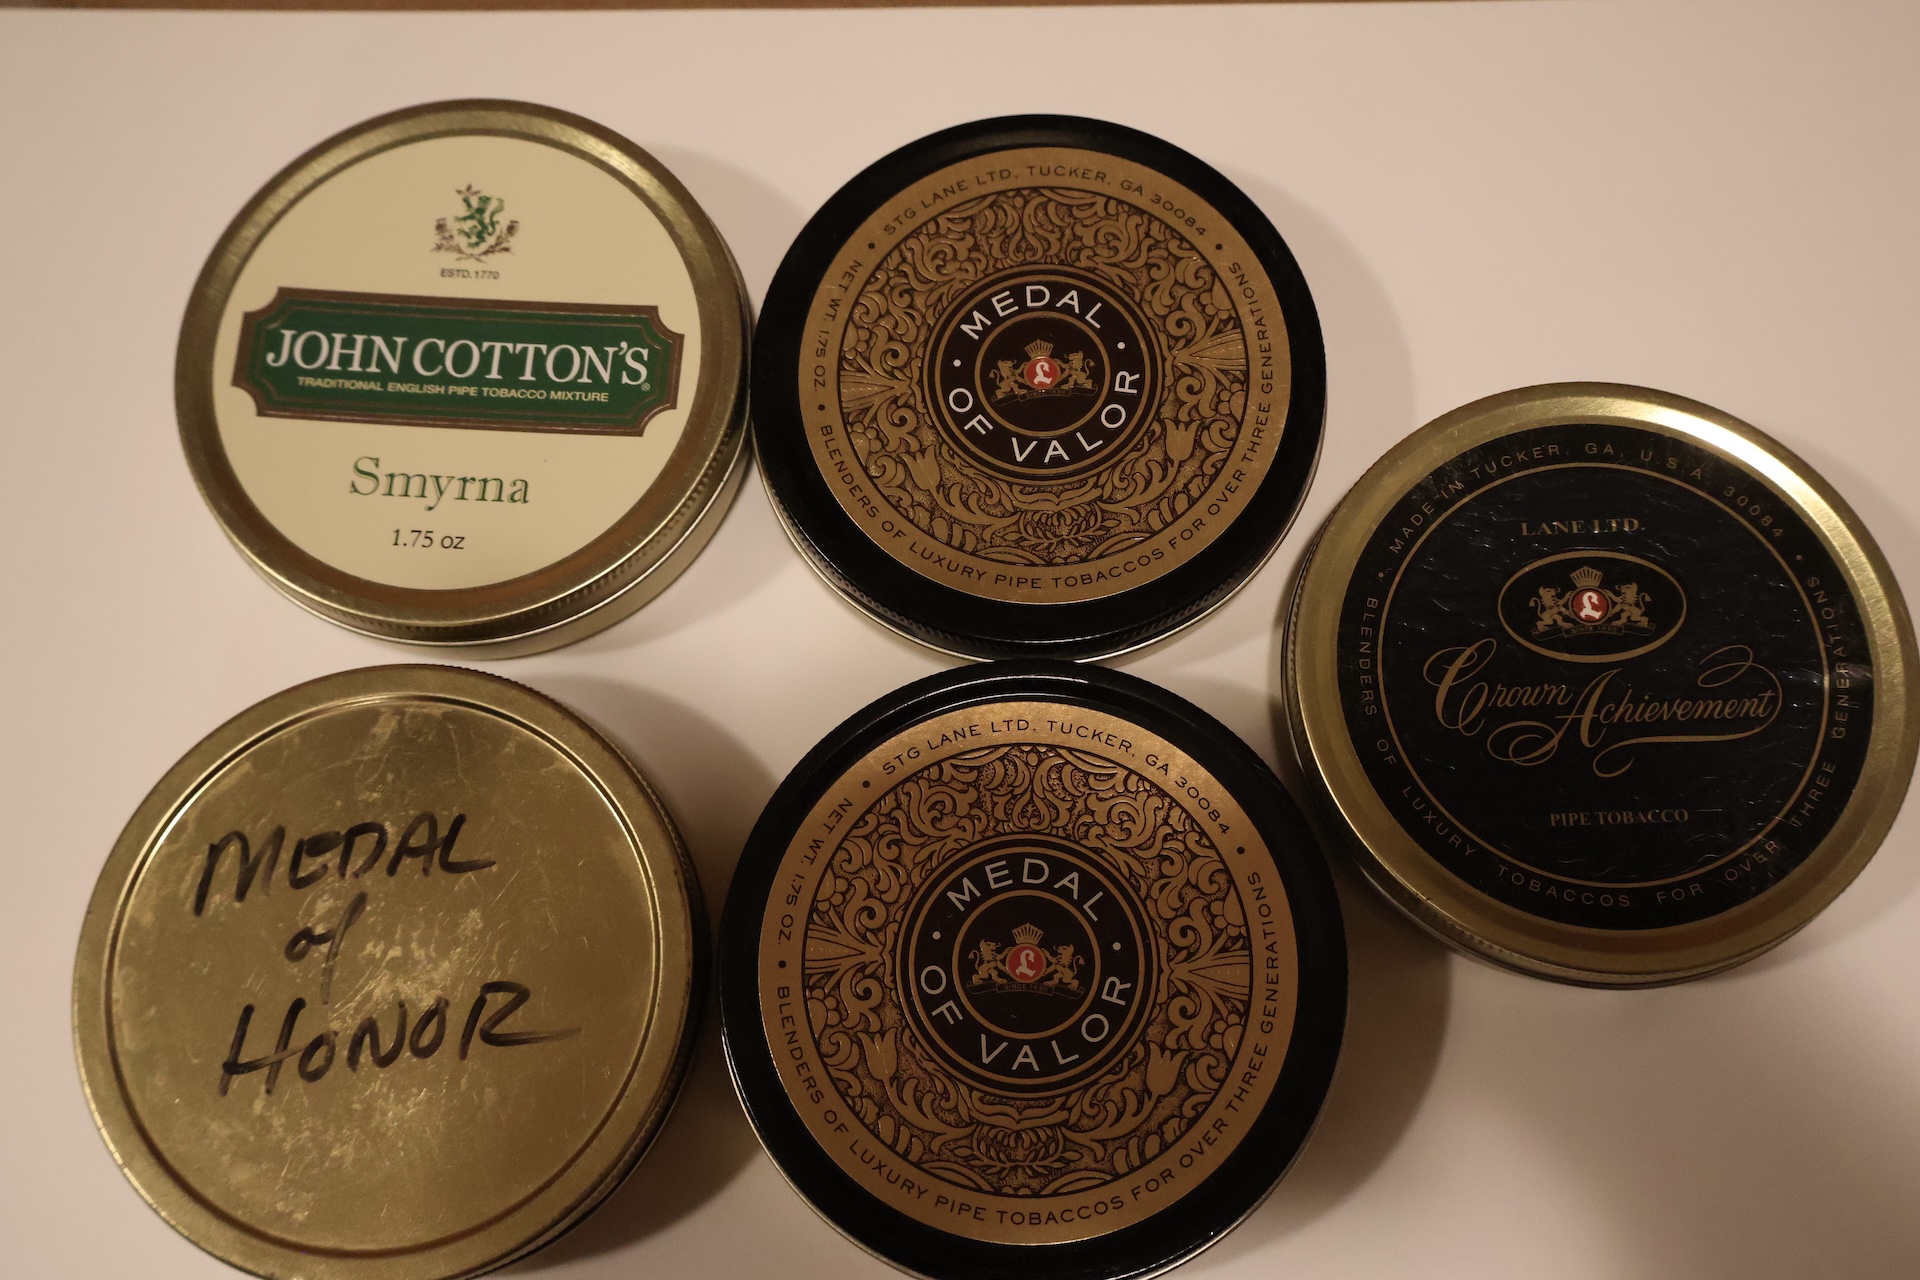 ESTD. 1770
JOHN COTTON'S®
TRADITIONAL ENGLISH PIPE TOBACCO MIXTURE
Smyrna
1.75 oz
• STG LANE LTD. TUCKER, GA 30084 •
NET WT. 1.75 OZ. • BLENDERS OF LUXURY PIPE TOBACCOS FOR OVER THREE GENERATIONS
MEDAL
• OF VALOR •
L
MADE IN TUCKER, GA, U.S.A. 30084 •
• BLENDERS OF LUXURY TOBACCOS FOR OVER THREE GENERATIONS
LANE LTD.
L
SINCE 1890
Crown Achievement
PIPE TOBACCO
MEDAL
of
HONOR
• STG LANE LTD. TUCKER, GA 30084 •
NET WT. 1.75 OZ. • BLENDERS OF LUXURY PIPE TOBACCOS FOR OVER THREE GENERATIONS
MEDAL
• OF VALOR •
L
SINCE 1890